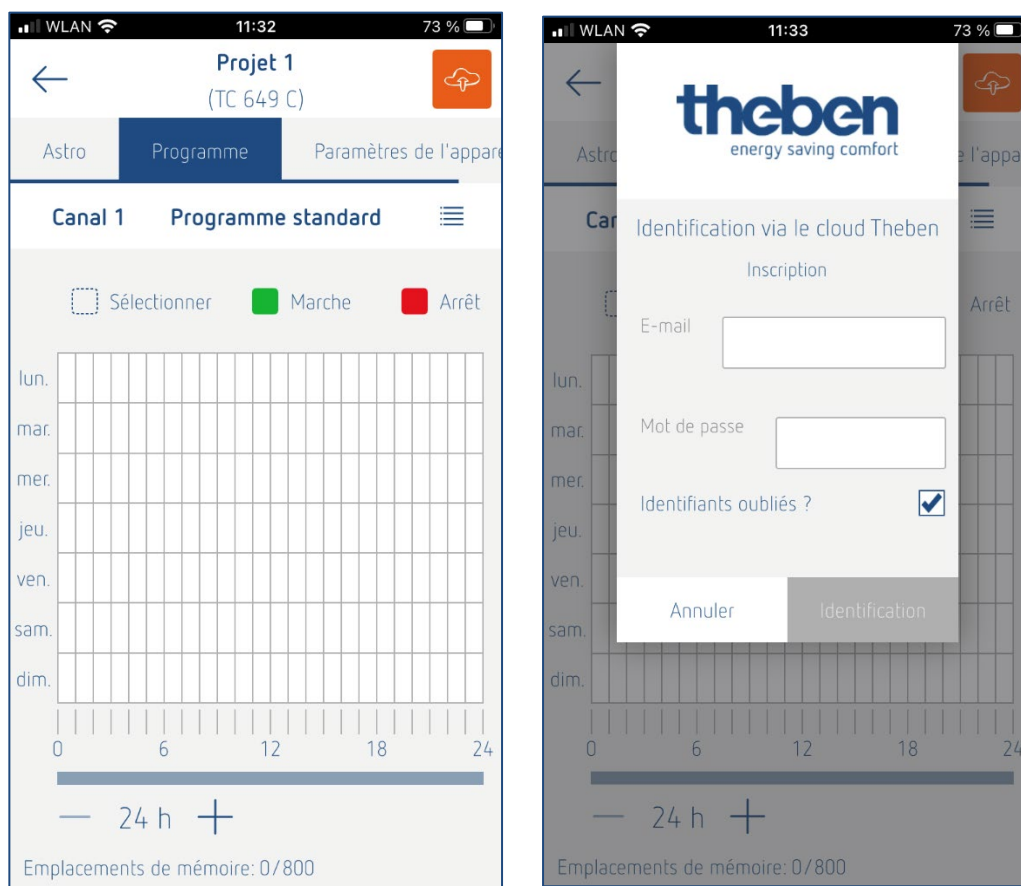 WLAN 11:32 73 %
Projet 1
(TC 649 C)
Astro Programme Paramètres de l'appare
Canal 1 Programme standard
Sélectionner Marche Arrêt
lun.
mar.
mer.
jeu.
ven.
sam.
dim.
0 6 12 18 24
24 h
Emplacements de mémoire: 0/800
WLAN 11:33 73 %
theben
energy saving comfort
Astro e l'appa
Car Identification via le cloud Theben
Inscription
Arrêt
E-mail
lun.
mar.
Mot de passe
mer.
Identifiants oubliés ?
jeu.
ven.
Annuler Identification
sam.
dim.
0 6 12 18 24
24 h
Emplacements de mémoire: 0/800